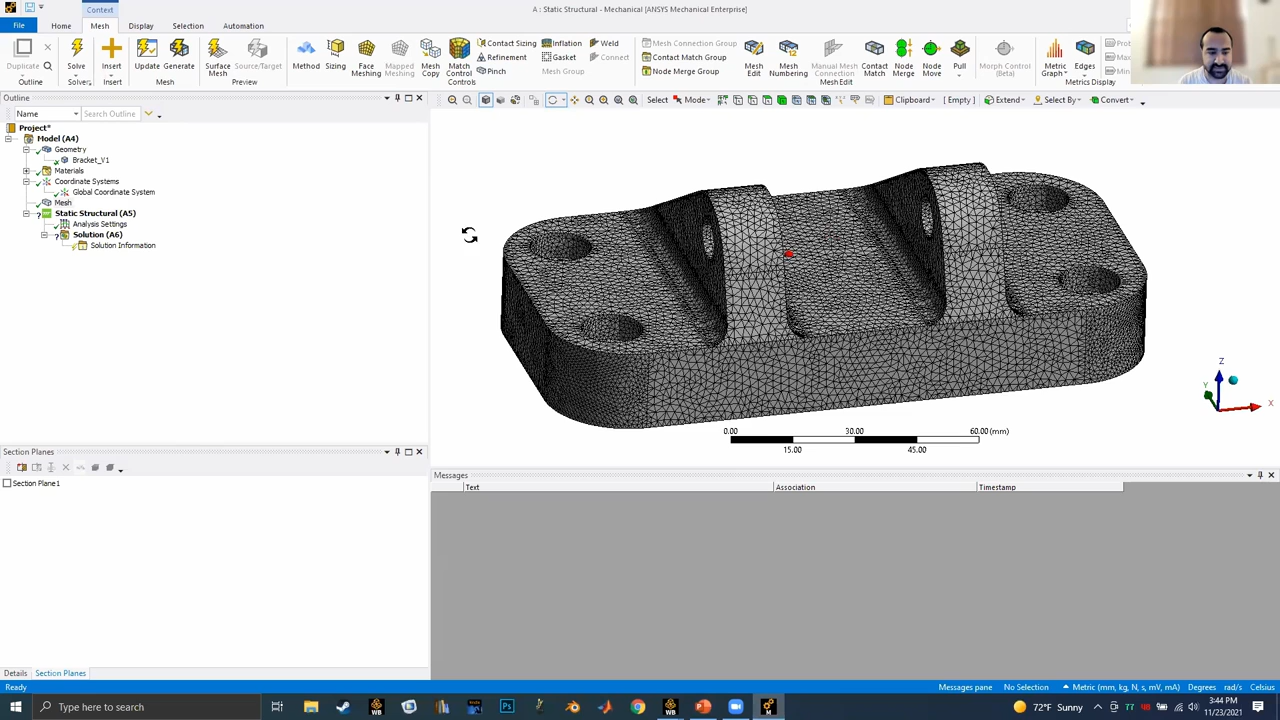 Context
A : Static Structural - Mechanical [ANSYS Mechanical Enterprise]
File Home Mesh Display Selection Automation
Duplicate Solve Insert Update Generate Surface Mesh Source/Target Method Sizing Face Meshing Mapped Meshing Mesh Copy Match Control
Contact Sizing Inflation Weld
Refinement Gasket Connect
Pinch Mesh Group
Mesh Connection Group
Contact Match Group
Node Merge Group
Mesh Edit Mesh Numbering Manual Mesh Connection Contact Match Node Merge Node Move Pull Morph Control (Beta) Metric Graph Edges
Outline Solve Insert Mesh Preview Controls Mesh Edit Metrics Display
Outline
Name Search Outline
Select Mode Clipboard [ Empty ] Extend Select By Convert
Project*
Model (A4)
Geometry
Bracket_V1
Materials
Coordinate Systems
Global Coordinate System
Mesh
Static Structural (A5)
Analysis Settings
Solution (A6)
Solution Information
0.00 30.00 60.00 (mm)
15.00 45.00
Z
Y
X
Section Planes
Section Plane1
Messages
Text Association Timestamp
Details Section Planes
Ready Messages pane No Selection Metric (mm, kg, N, s, mV, mA) Degrees rad/s Celsius
Type here to search
72°F Sunny
3:44 PM
11/23/2021